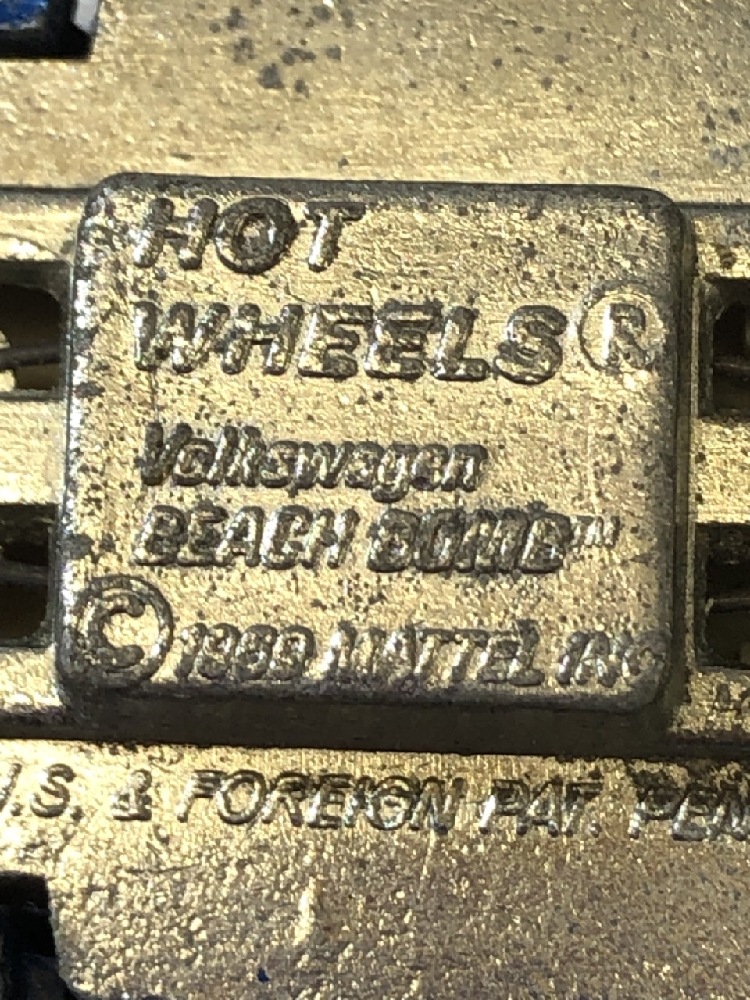 HOT
WHEELS®
Volkswagen
BEACH BOMB™
© 1969 MATTEL INC
U.S. & FOREIGN PAT. PEN